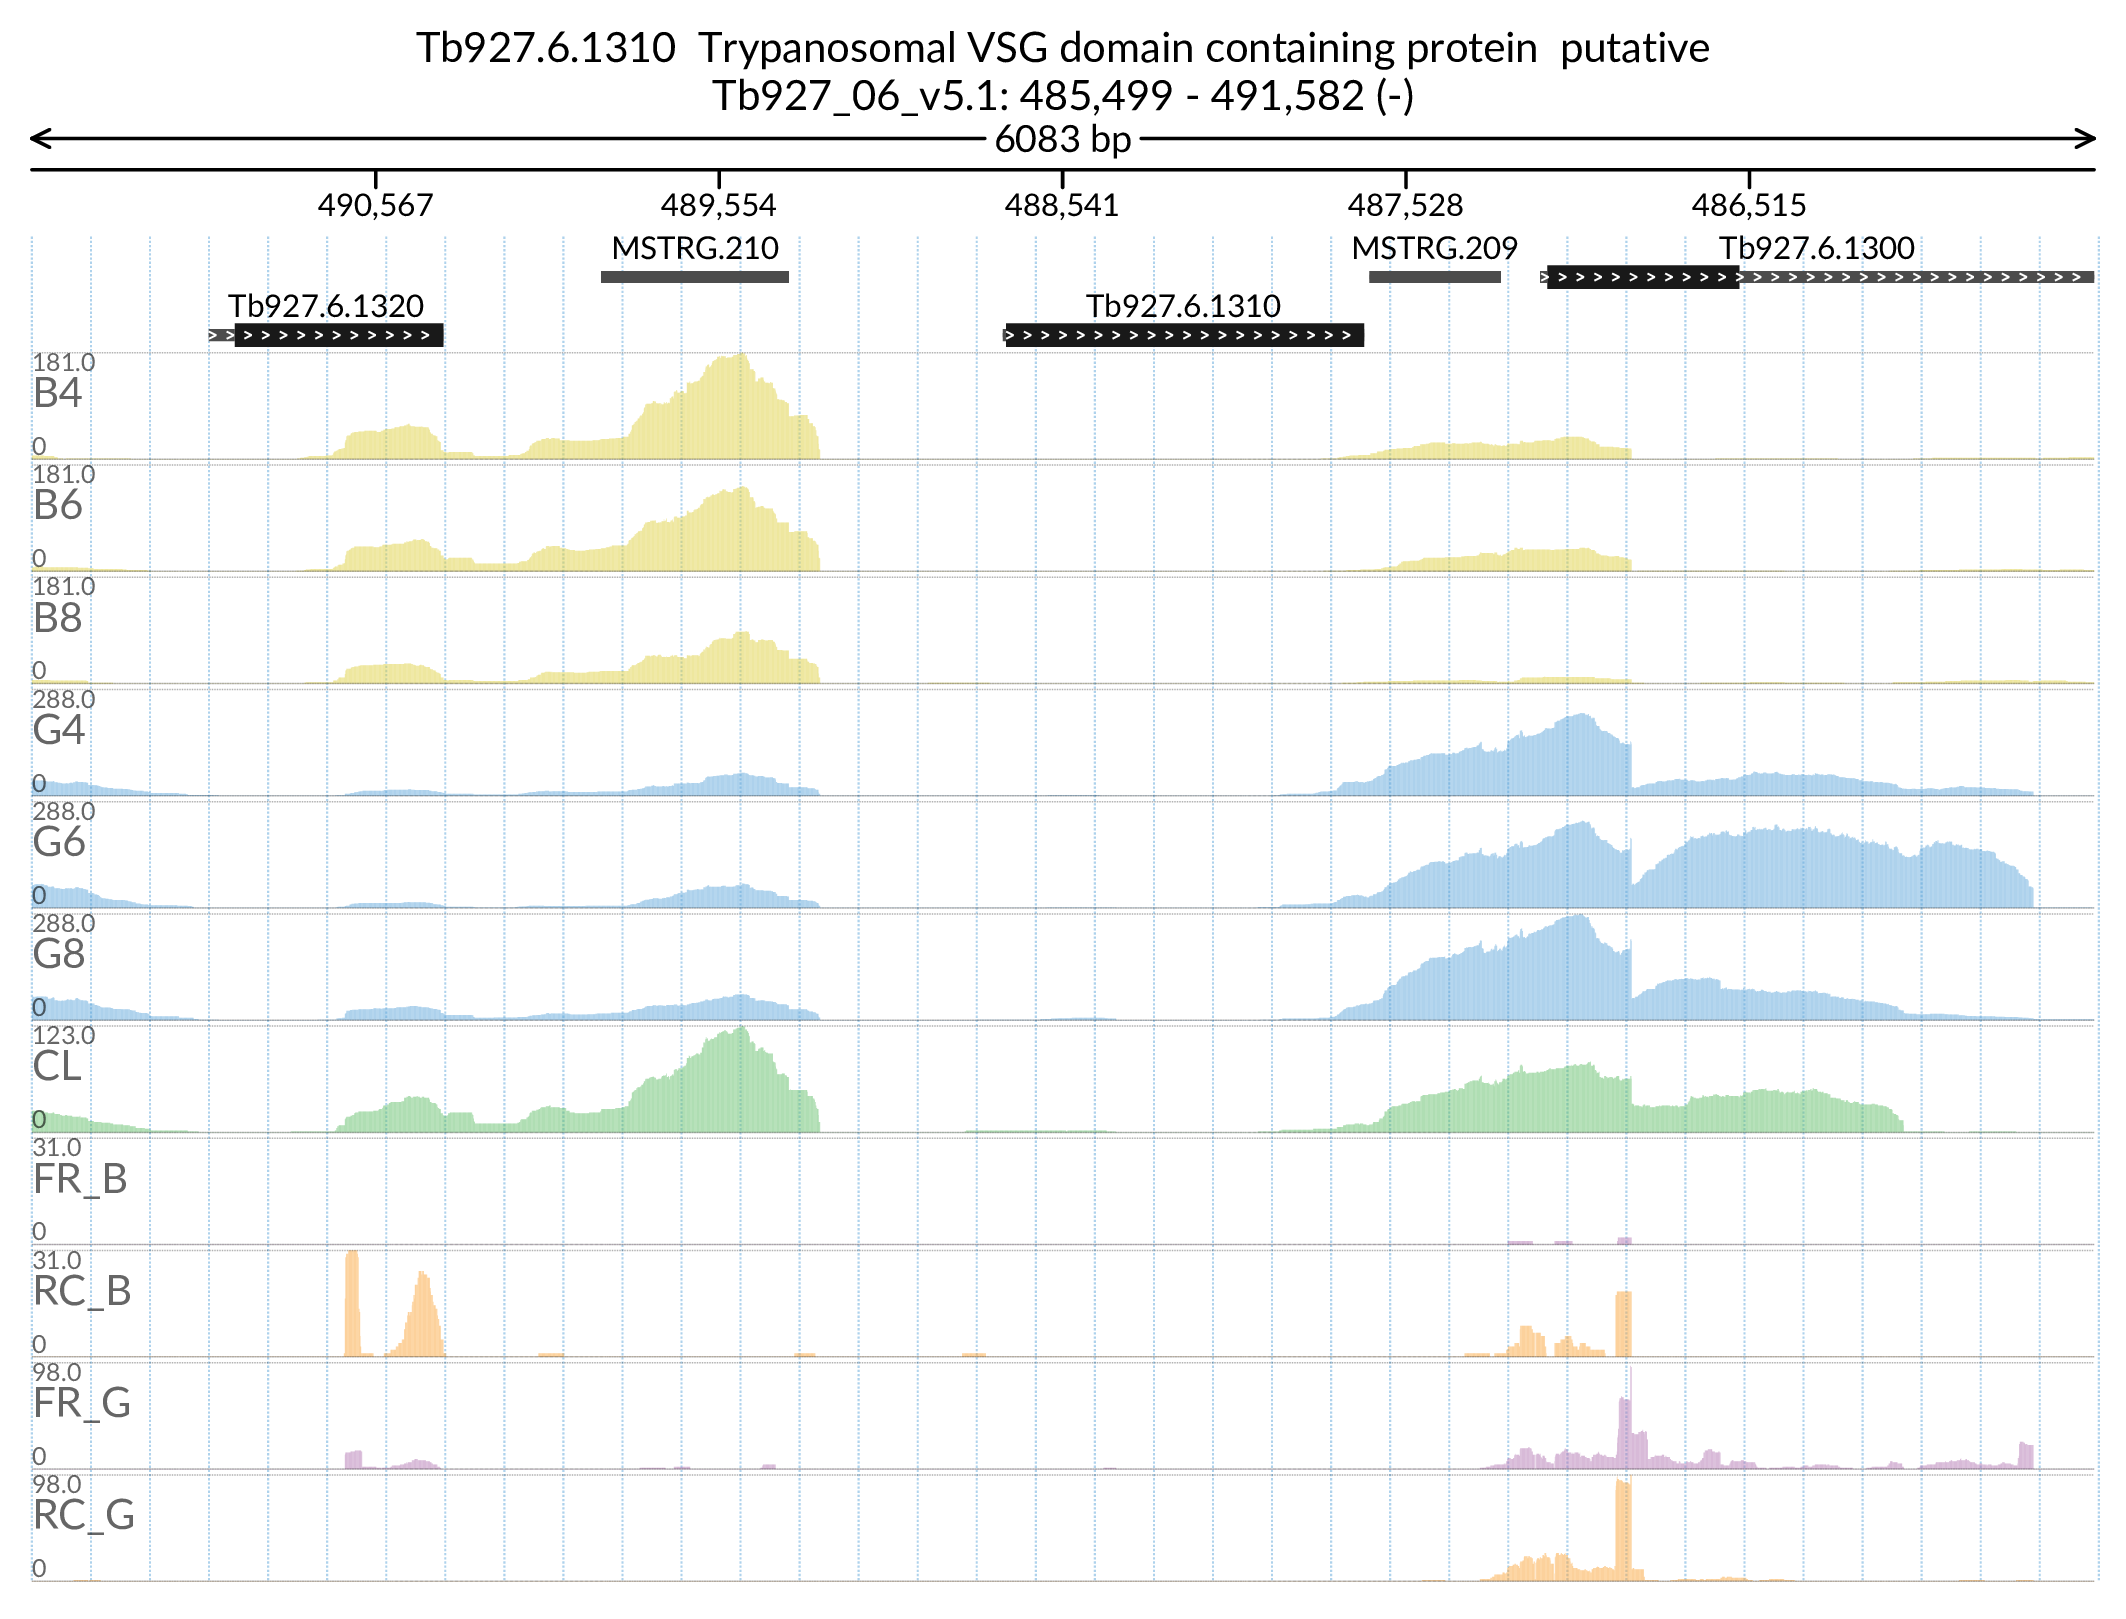 Tb927.6.1310  Trypanosomal VSG domain containing protein  putative
Tb927_06_v5.1: 485,499 - 491,582 (-)
6083 bp
490,567 489,554 488,541 487,528 486,515
MSTRG.210 MSTRG.209 Tb927.6.1300
Tb927.6.1320 Tb927.6.1310
181.0
B4
0
181.0
B6
0
181.0
B8
0
288.0
G4
0
288.0
G6
0
288.0
G8
0
123.0
CL
0
31.0
FR_B
0
31.0
RC_B
0
98.0
FR_G
0
98.0
RC_G
0